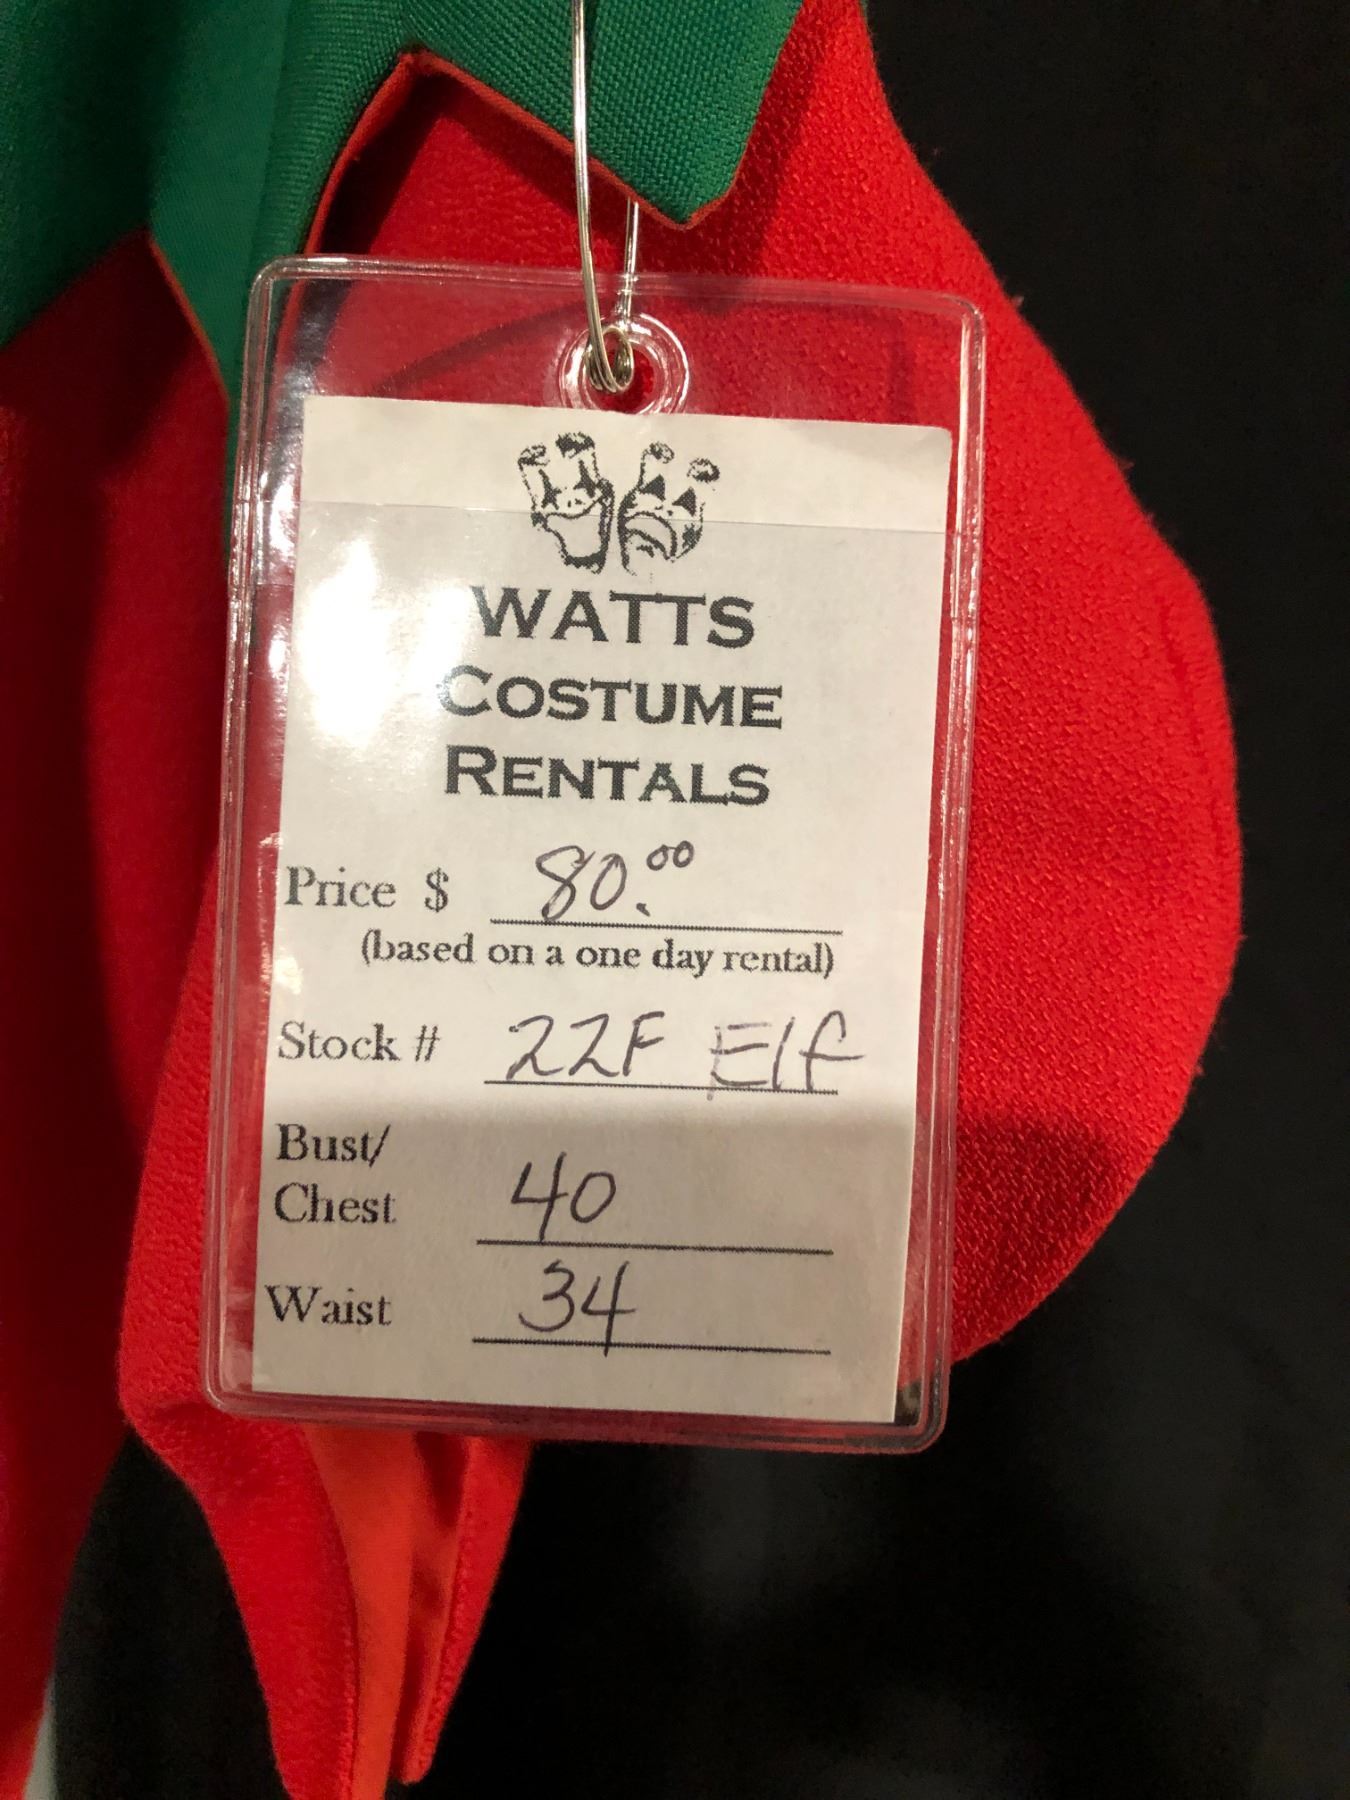 WATTS
COSTUME
RENTALS
Price $ 80.00
(based on a one day rental)
Stock # 22F Elf
Bust/
Chest 40
Waist 34